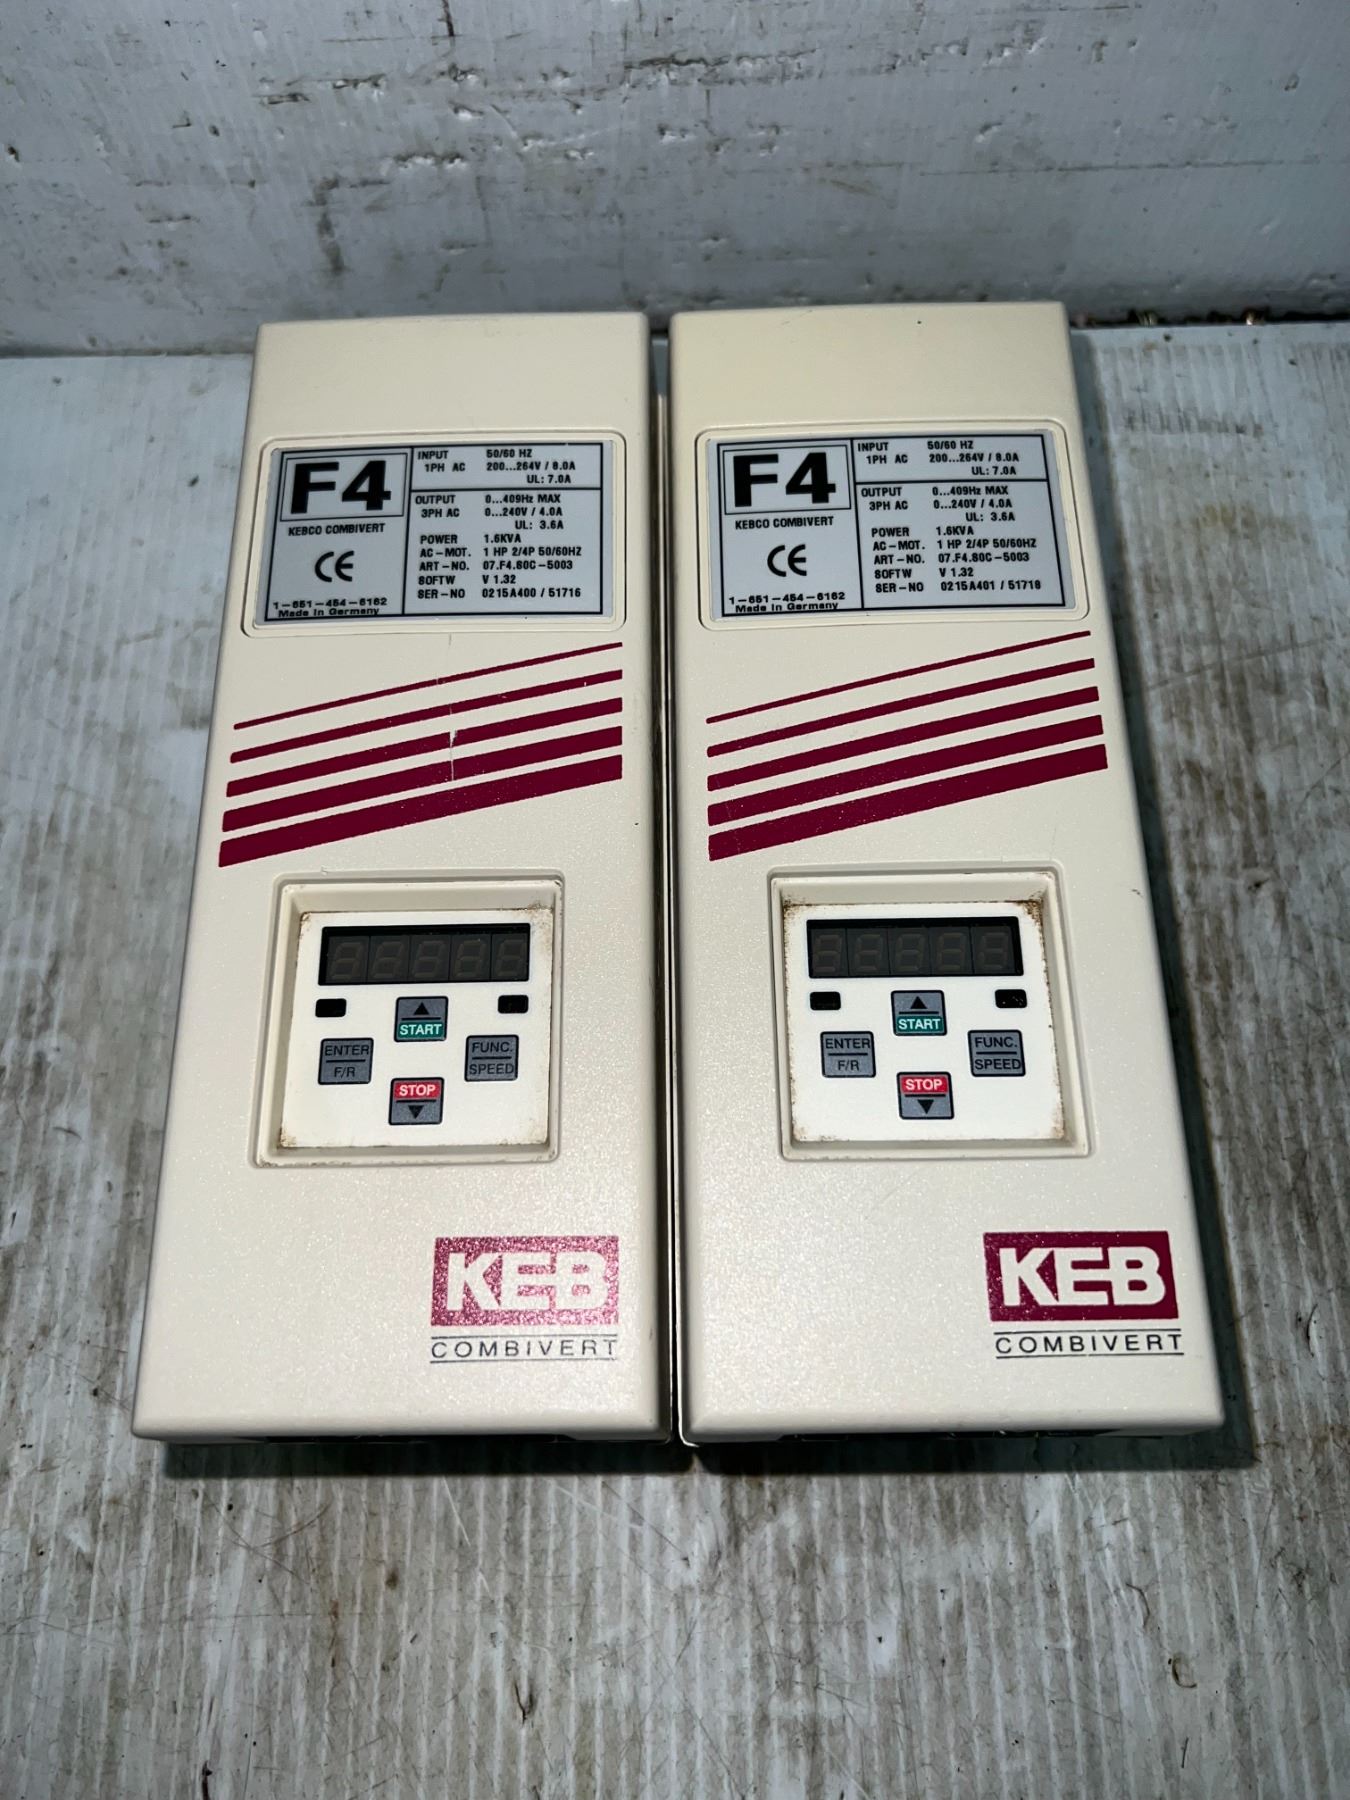 F4
KEBCO COMBIVERT
CE
1-651-454-6162
Made in Germany
INPUT 50/60 HZ
1PH AC 200...264V / 8.0A
UL: 7.0A
OUTPUT 0...409Hz MAX
3PH AC 0...240V / 4.0A
UL: 3.6A
POWER 1.6KVA
AC-MOT. 1 HP 2/4P 50/60HZ
ART-NO. 07.F4.S0C-5003
SOFTW V 1.32
SER-NO 0215A400 / 51716
START
ENTER
F/R
FUNC.
SPEED
STOP
KEB
COMBIVERT
F4
KEBCO COMBIVERT
CE
1-651-454-6162
Made in Germany
INPUT 50/60 HZ
1PH AC 200...264V / 8.0A
UL: 7.0A
OUTPUT 0...409Hz MAX
3PH AC 0...240V / 4.0A
UL: 3.6A
POWER 1.6KVA
AC-MOT. 1 HP 2/4P 50/60HZ
ART-NO. 07.F4.S0C-5003
SOFTW V 1.32
SER-NO 0215A401 / 51718
START
ENTER
F/R
FUNC.
SPEED
STOP
KEB
COMBIVERT